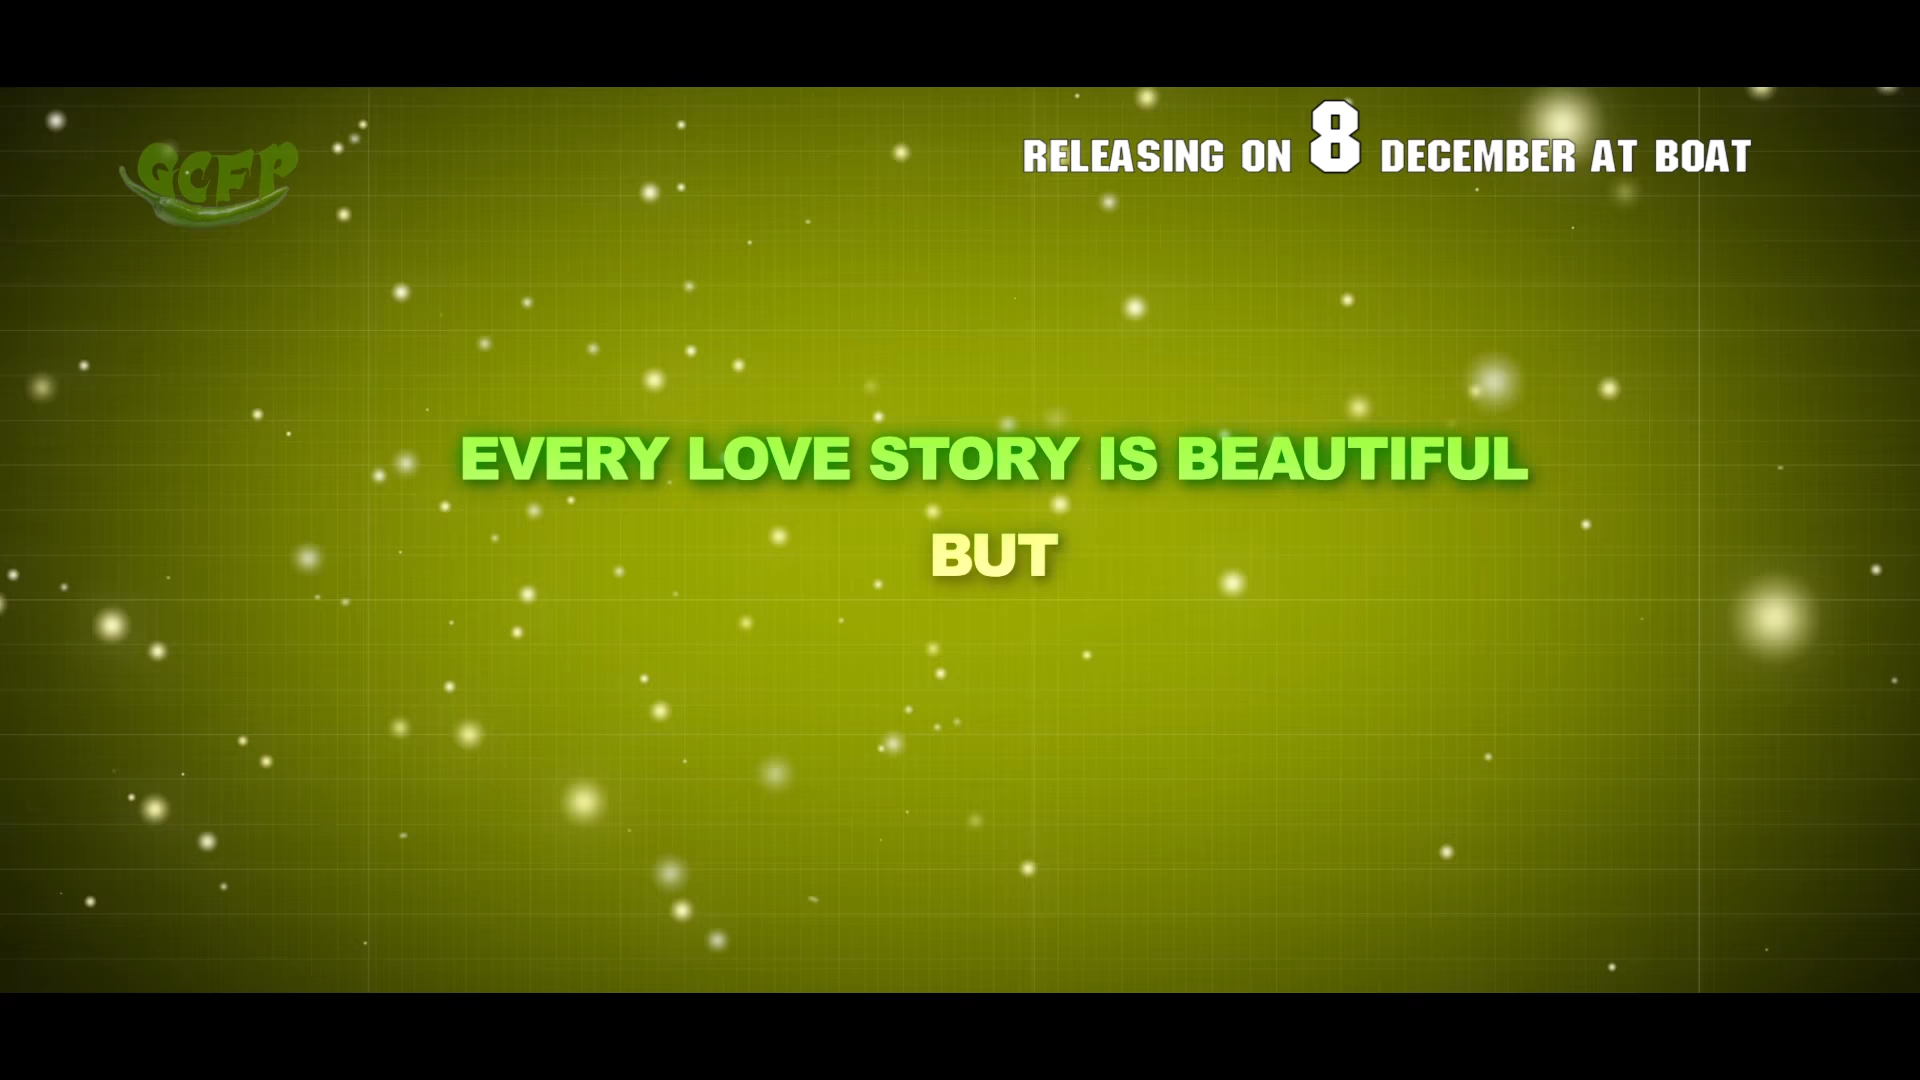 GCFP
RELEASING ON 8 DECEMBER AT BOAT
EVERY LOVE STORY IS BEAUTIFUL
BUT